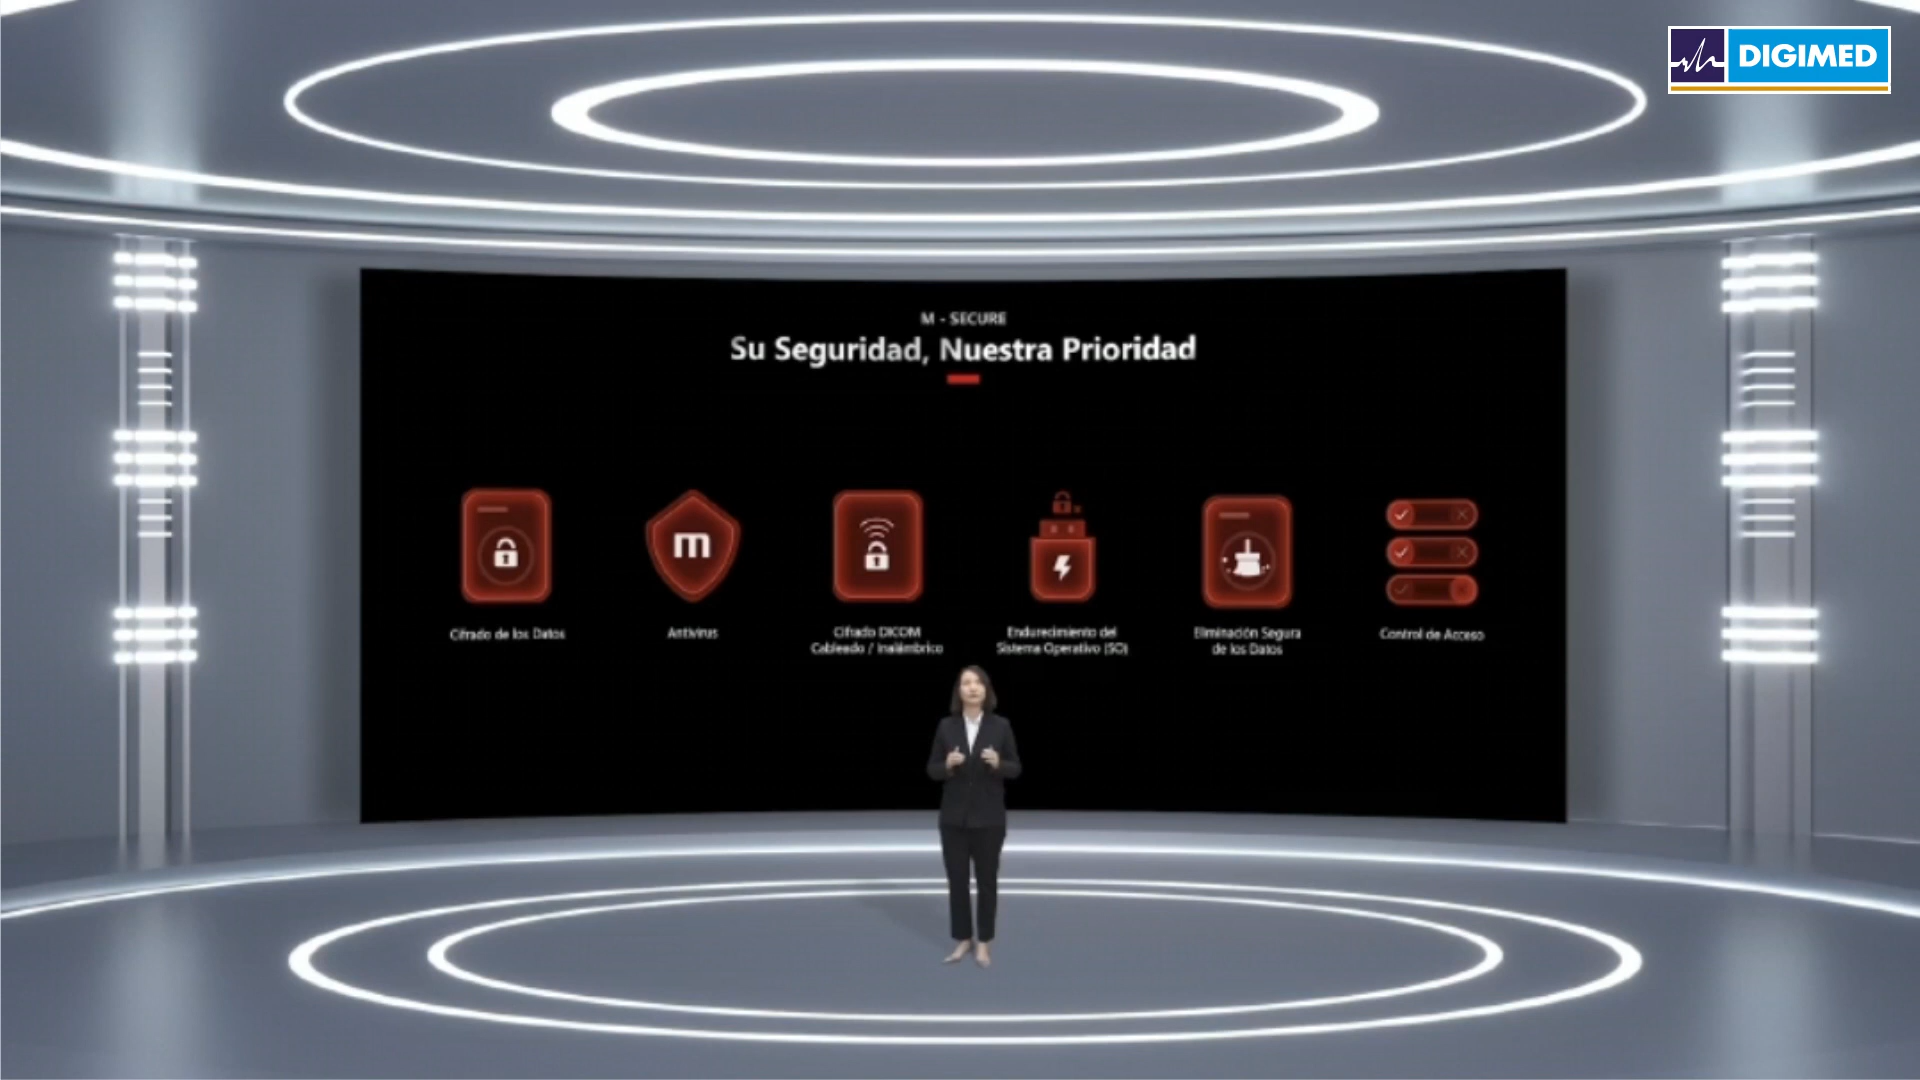 DIGIMED
M - SECURE
Su Seguridad, Nuestra Prioridad
m
Cifrado de los Datos
Antivirus
Cifrado DICOM
Cableado / Inalámbrico
Endurecimiento del
Sistema Operativo (SO)
Eliminación Segura
de los Datos
Control de Acceso